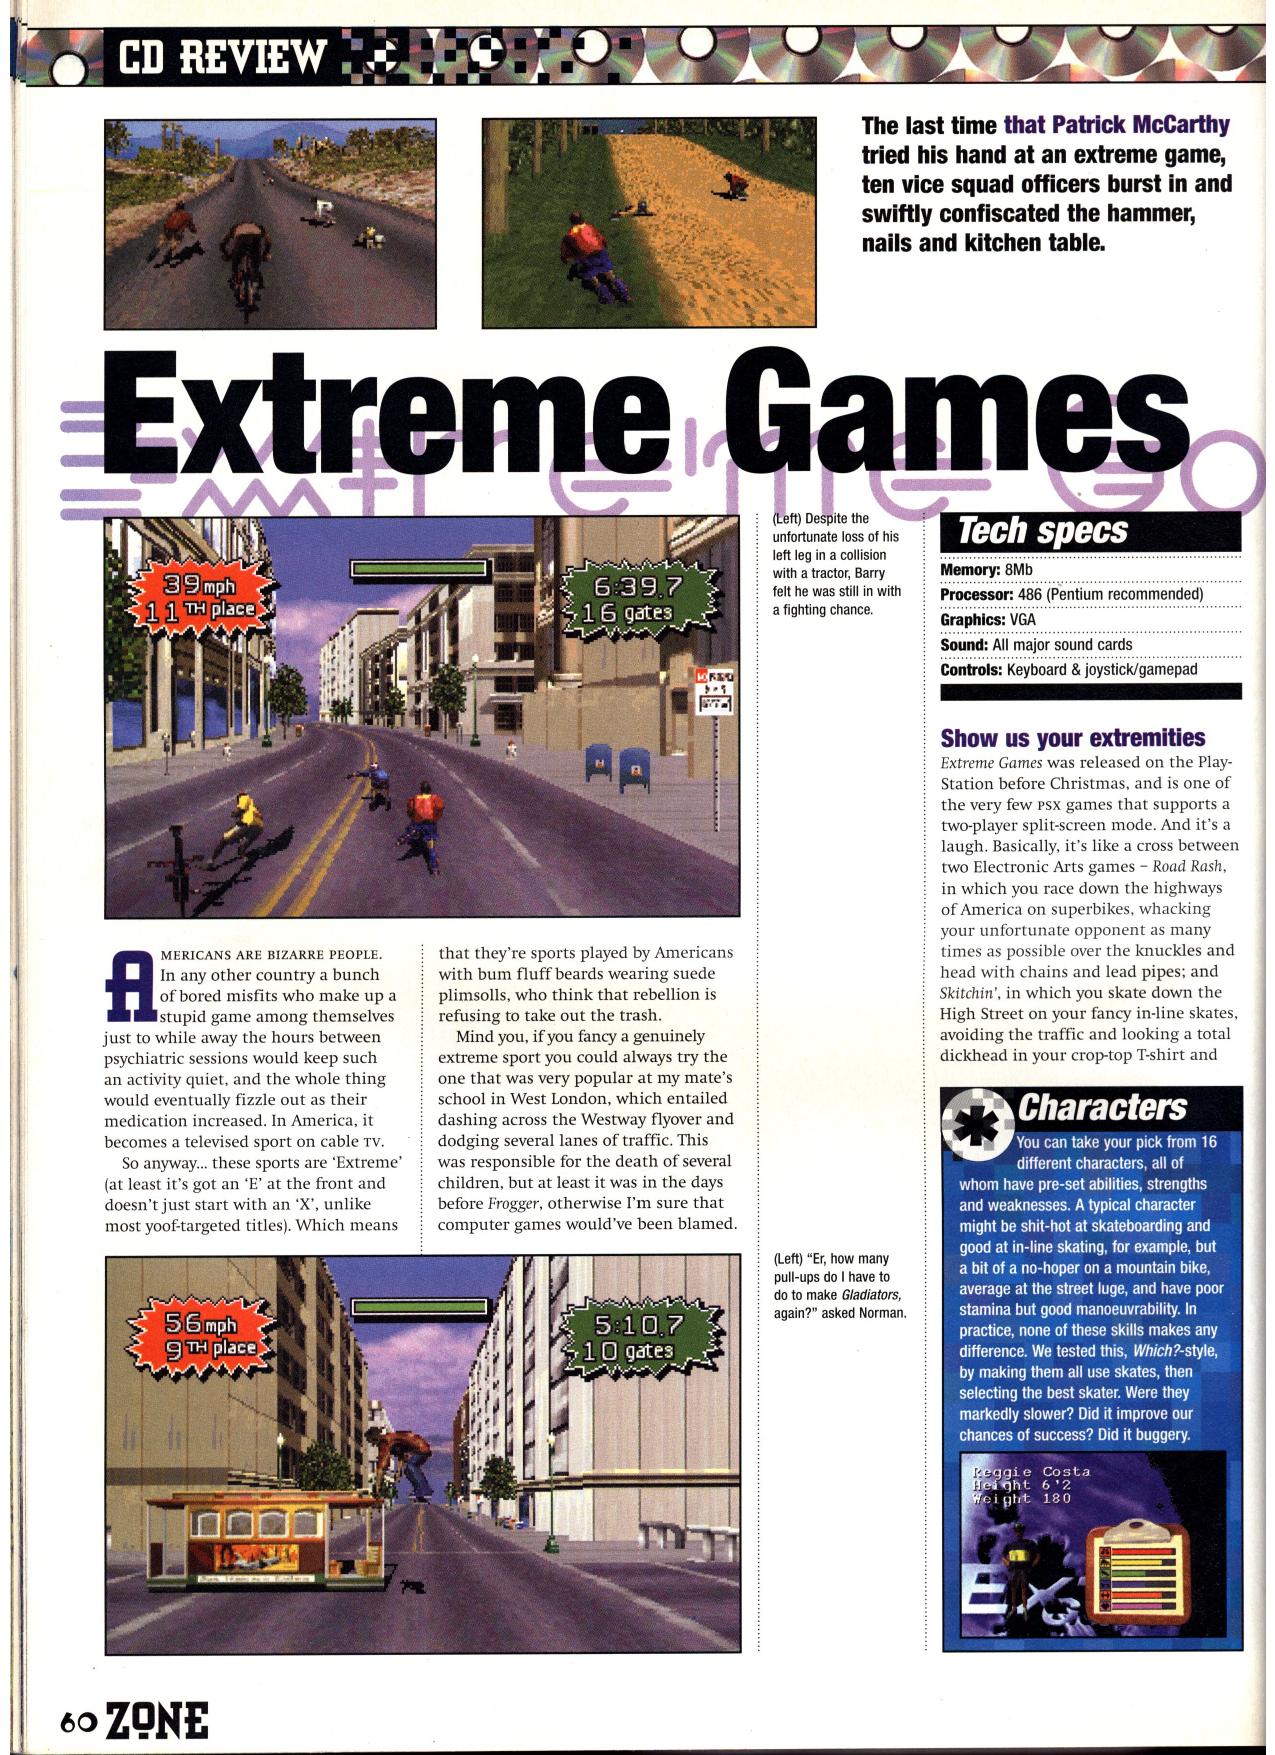 CD REVIEW
The last time that Patrick McCarthy
tried his hand at an extreme game,
ten vice squad officers burst in and
swiftly confiscated the hammer,
nails and kitchen table.
Extreme Games
39 mph
11TH place
6:39.7
16 gates
(Left) Despite the
unfortunate loss of his
left leg in a collision
with a tractor, Barry
felt he was still in with
a fighting chance.
AMERICANS ARE BIZARRE PEOPLE.
In any other country a bunch
of bored misfits who make up a
stupid game among themselves
just to while away the hours between
psychiatric sessions would keep such
an activity quiet, and the whole thing
would eventually fizzle out as their
medication increased. In America, it
becomes a televised sport on cable TV.
So anyway... these sports are ‘Extreme’
(at least it's got an ‘E’ at the front and
doesn't just start with an ‘X’, unlike
most yoof-targeted titles). Which means
that they're sports played by Americans
with bum fluff beards wearing suede
plimsolls, who think that rebellion is
refusing to take out the trash.
Mind you, if you fancy a genuinely
extreme sport you could always try the
one that was very popular at my mate's
school in West London, which entailed
dashing across the Westway flyover and
dodging several lanes of traffic. This
was responsible for the death of several
children, but at least it was in the days
before Frogger, otherwise I'm sure that
computer games would've been blamed.
56 mph
9TH place
5:10.7
10 gates
(Left) “Er, how many
pull-ups do I have to
do to make Gladiators,
again?” asked Norman.
Tech specs
Memory: 8Mb
Processor: 486 (Pentium recommended)
Graphics: VGA
Sound: All major sound cards
Controls: Keyboard & joystick/gamepad
Show us your extremities
Extreme Games was released on the Play-
Station before Christmas, and is one of
the very few PSX games that supports a
two-player split-screen mode. And it's a
laugh. Basically, it's like a cross between
two Electronic Arts games – Road Rash,
in which you race down the highways
of America on superbikes, whacking
your unfortunate opponent as many
times as possible over the knuckles and
head with chains and lead pipes; and
Skitchin', in which you skate down the
High Street on your fancy in-line skates,
avoiding the traffic and looking a total
dickhead in your crop-top T-shirt and
Characters
You can take your pick from 16
different characters, all of
whom have pre-set abilities, strengths
and weaknesses. A typical character
might be shit-hot at skateboarding and
good at in-line skating, for example, but
a bit of a no-hoper on a mountain bike,
average at the street luge, and have poor
stamina but good manoeuvrability. In
practice, none of these skills makes any
difference. We tested this, Which?-style,
by making them all use skates, then
selecting the best skater. Were they
markedly slower? Did it improve our
chances of success? Did it buggery.
Reggie Costa
Height 6'2
Weight 180
60 ZONE